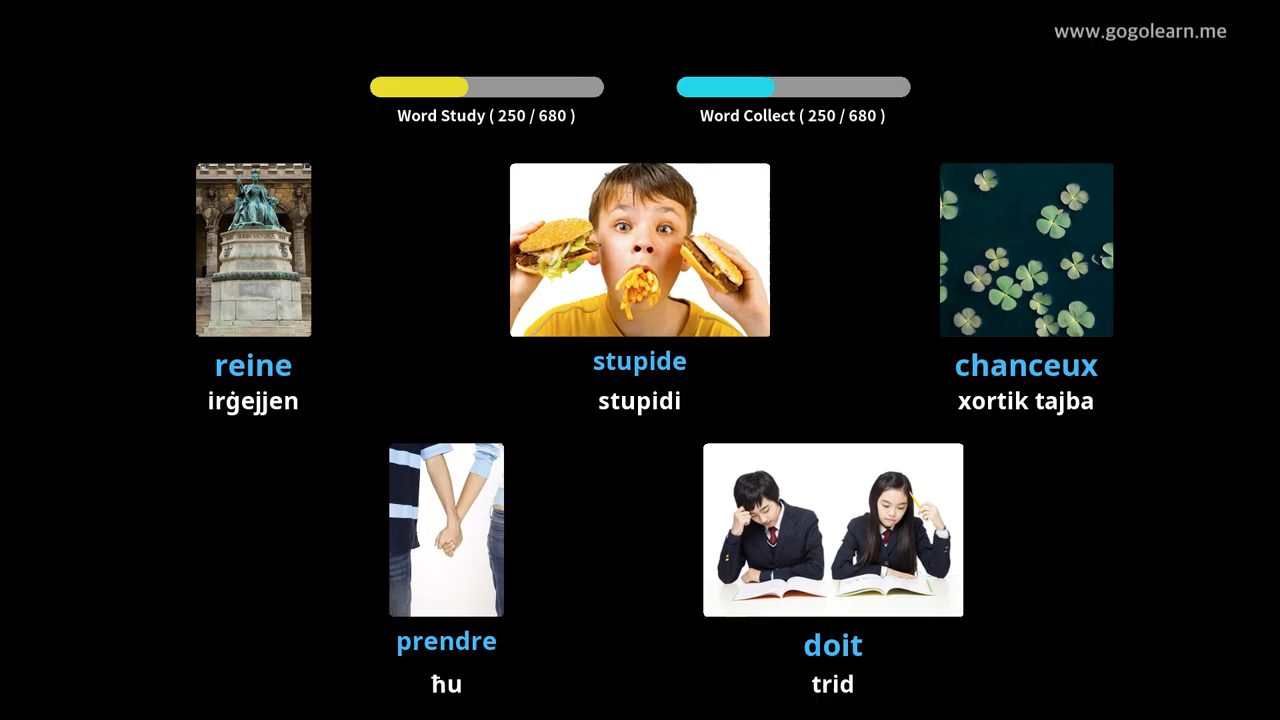 www.gogolearn.me
Word Study ( 250 / 680 )
Word Collect ( 250 / 680 )
reine
irġejjen
stupide
stupidi
chanceux
xortik tajba
prendre
ħu
doit
trid